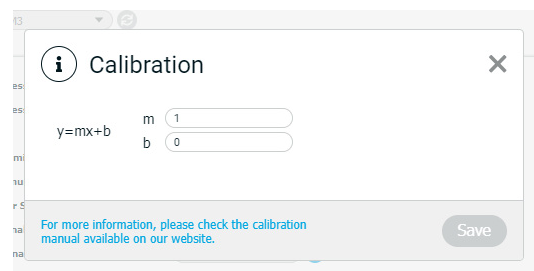 Calibration
y=mx+b
m 1
b 0
For more information, please check the calibration
manual available on our website.
Save